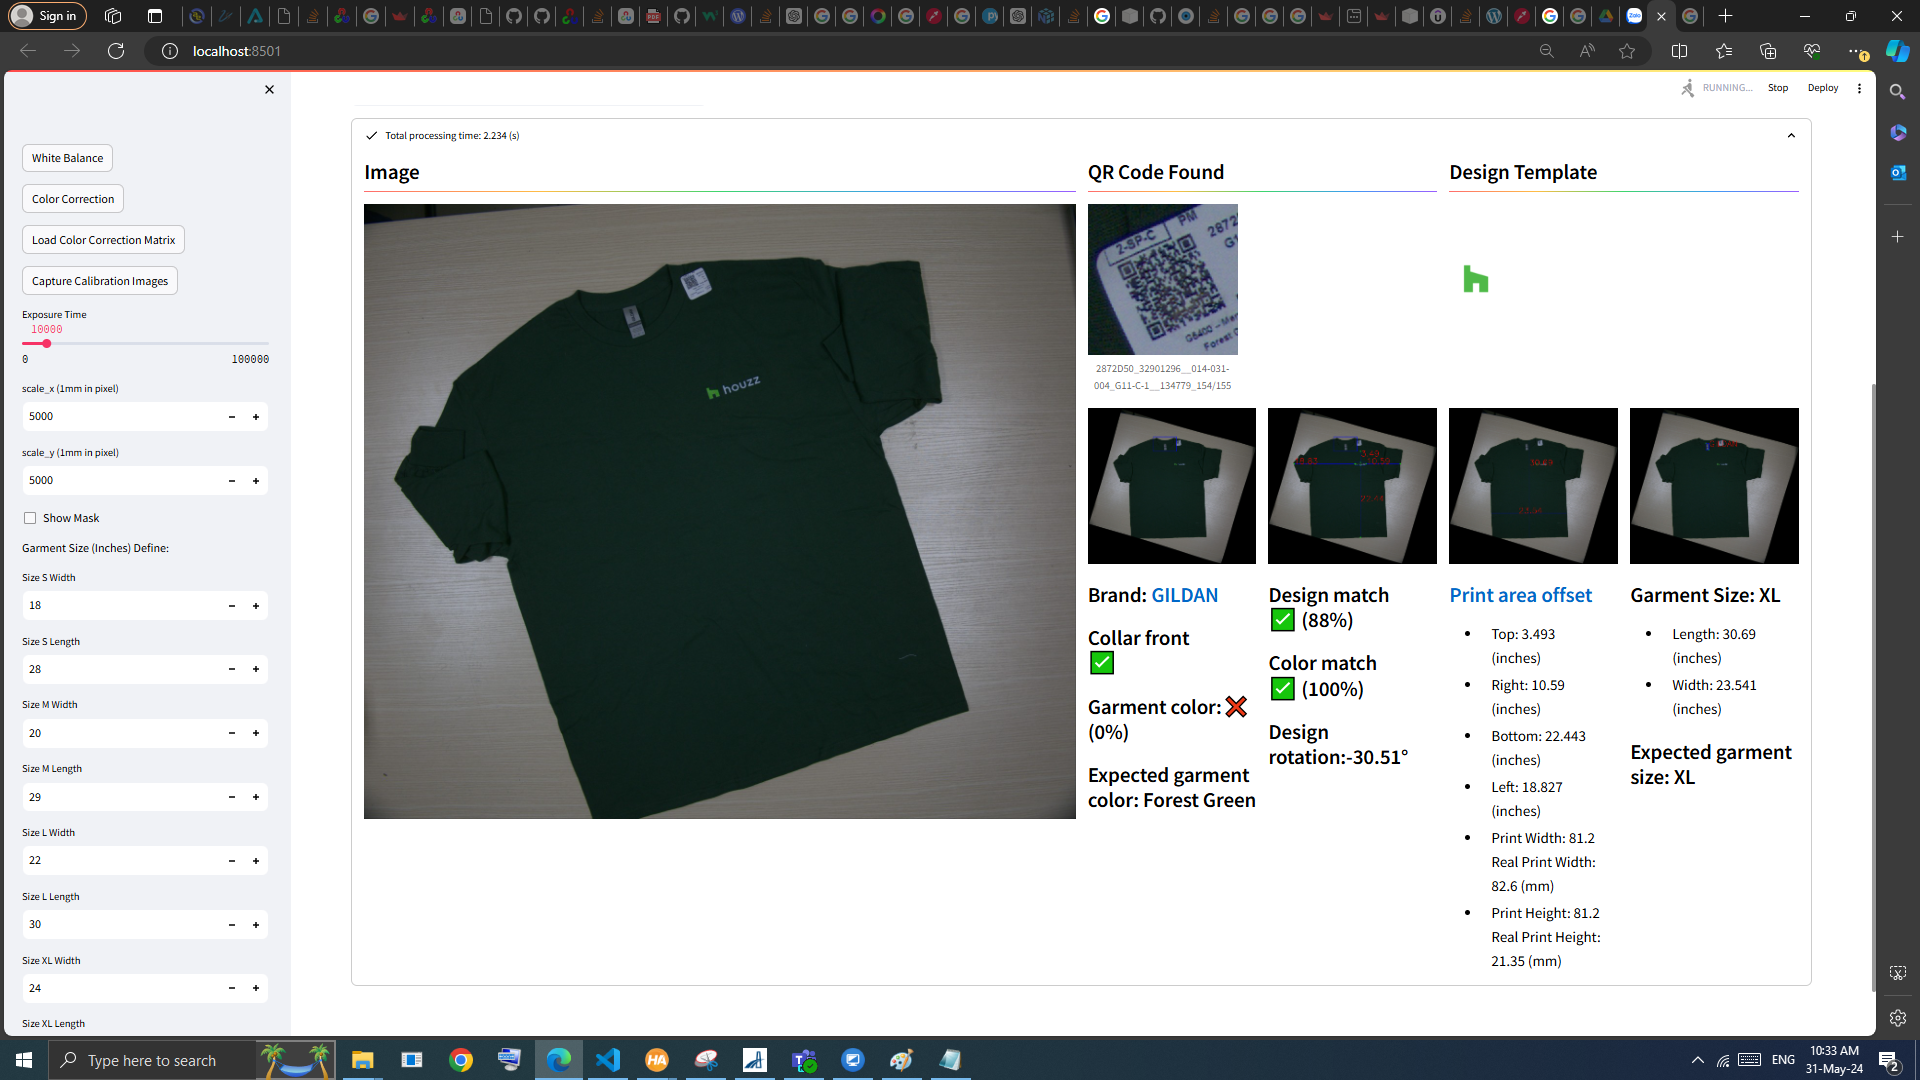 Sign in
localhost:8501
RUNNING...
Stop
Deploy
White Balance
Color Correction
Load Color Correction Matrix
Capture Calibration Images
Exposure Time
10000
0
100000
scale_x (1mm in pixel)
5000
scale_y (1mm in pixel)
5000
Show Mask
Garment Size (Inches) Define:
Size S Width
18
Size S Length
28
Size M Width
20
Size M Length
29
Size L Width
22
Size L Length
30
Size XL Width
24
Size XL Length
Total processing time: 2.234 (s)
Image
houzz
QR Code Found
PM
2-SP-C
2872
G1
Forest
2872D50_32901296__014-031-
004_G11-C-1__134779_154/155
Design Template
Brand: GILDAN
Collar front
Garment color:
(0%)
Expected garment
color: Forest Green
Design match
(88%)
Color match
(100%)
Design
rotation:-30.51°
Print area offset
Top: 3.493
(inches)
Right: 10.59
(inches)
Bottom: 22.443
(inches)
Left: 18.827
(inches)
Print Width: 81.2
Real Print Width:
82.6 (mm)
Print Height: 81.2
Real Print Height:
21.35 (mm)
Garment Size: XL
Length: 30.69
(inches)
Width: 23.541
(inches)
Expected garment
size: XL
Type here to search
ENG
10:33 AM
31-May-24
2